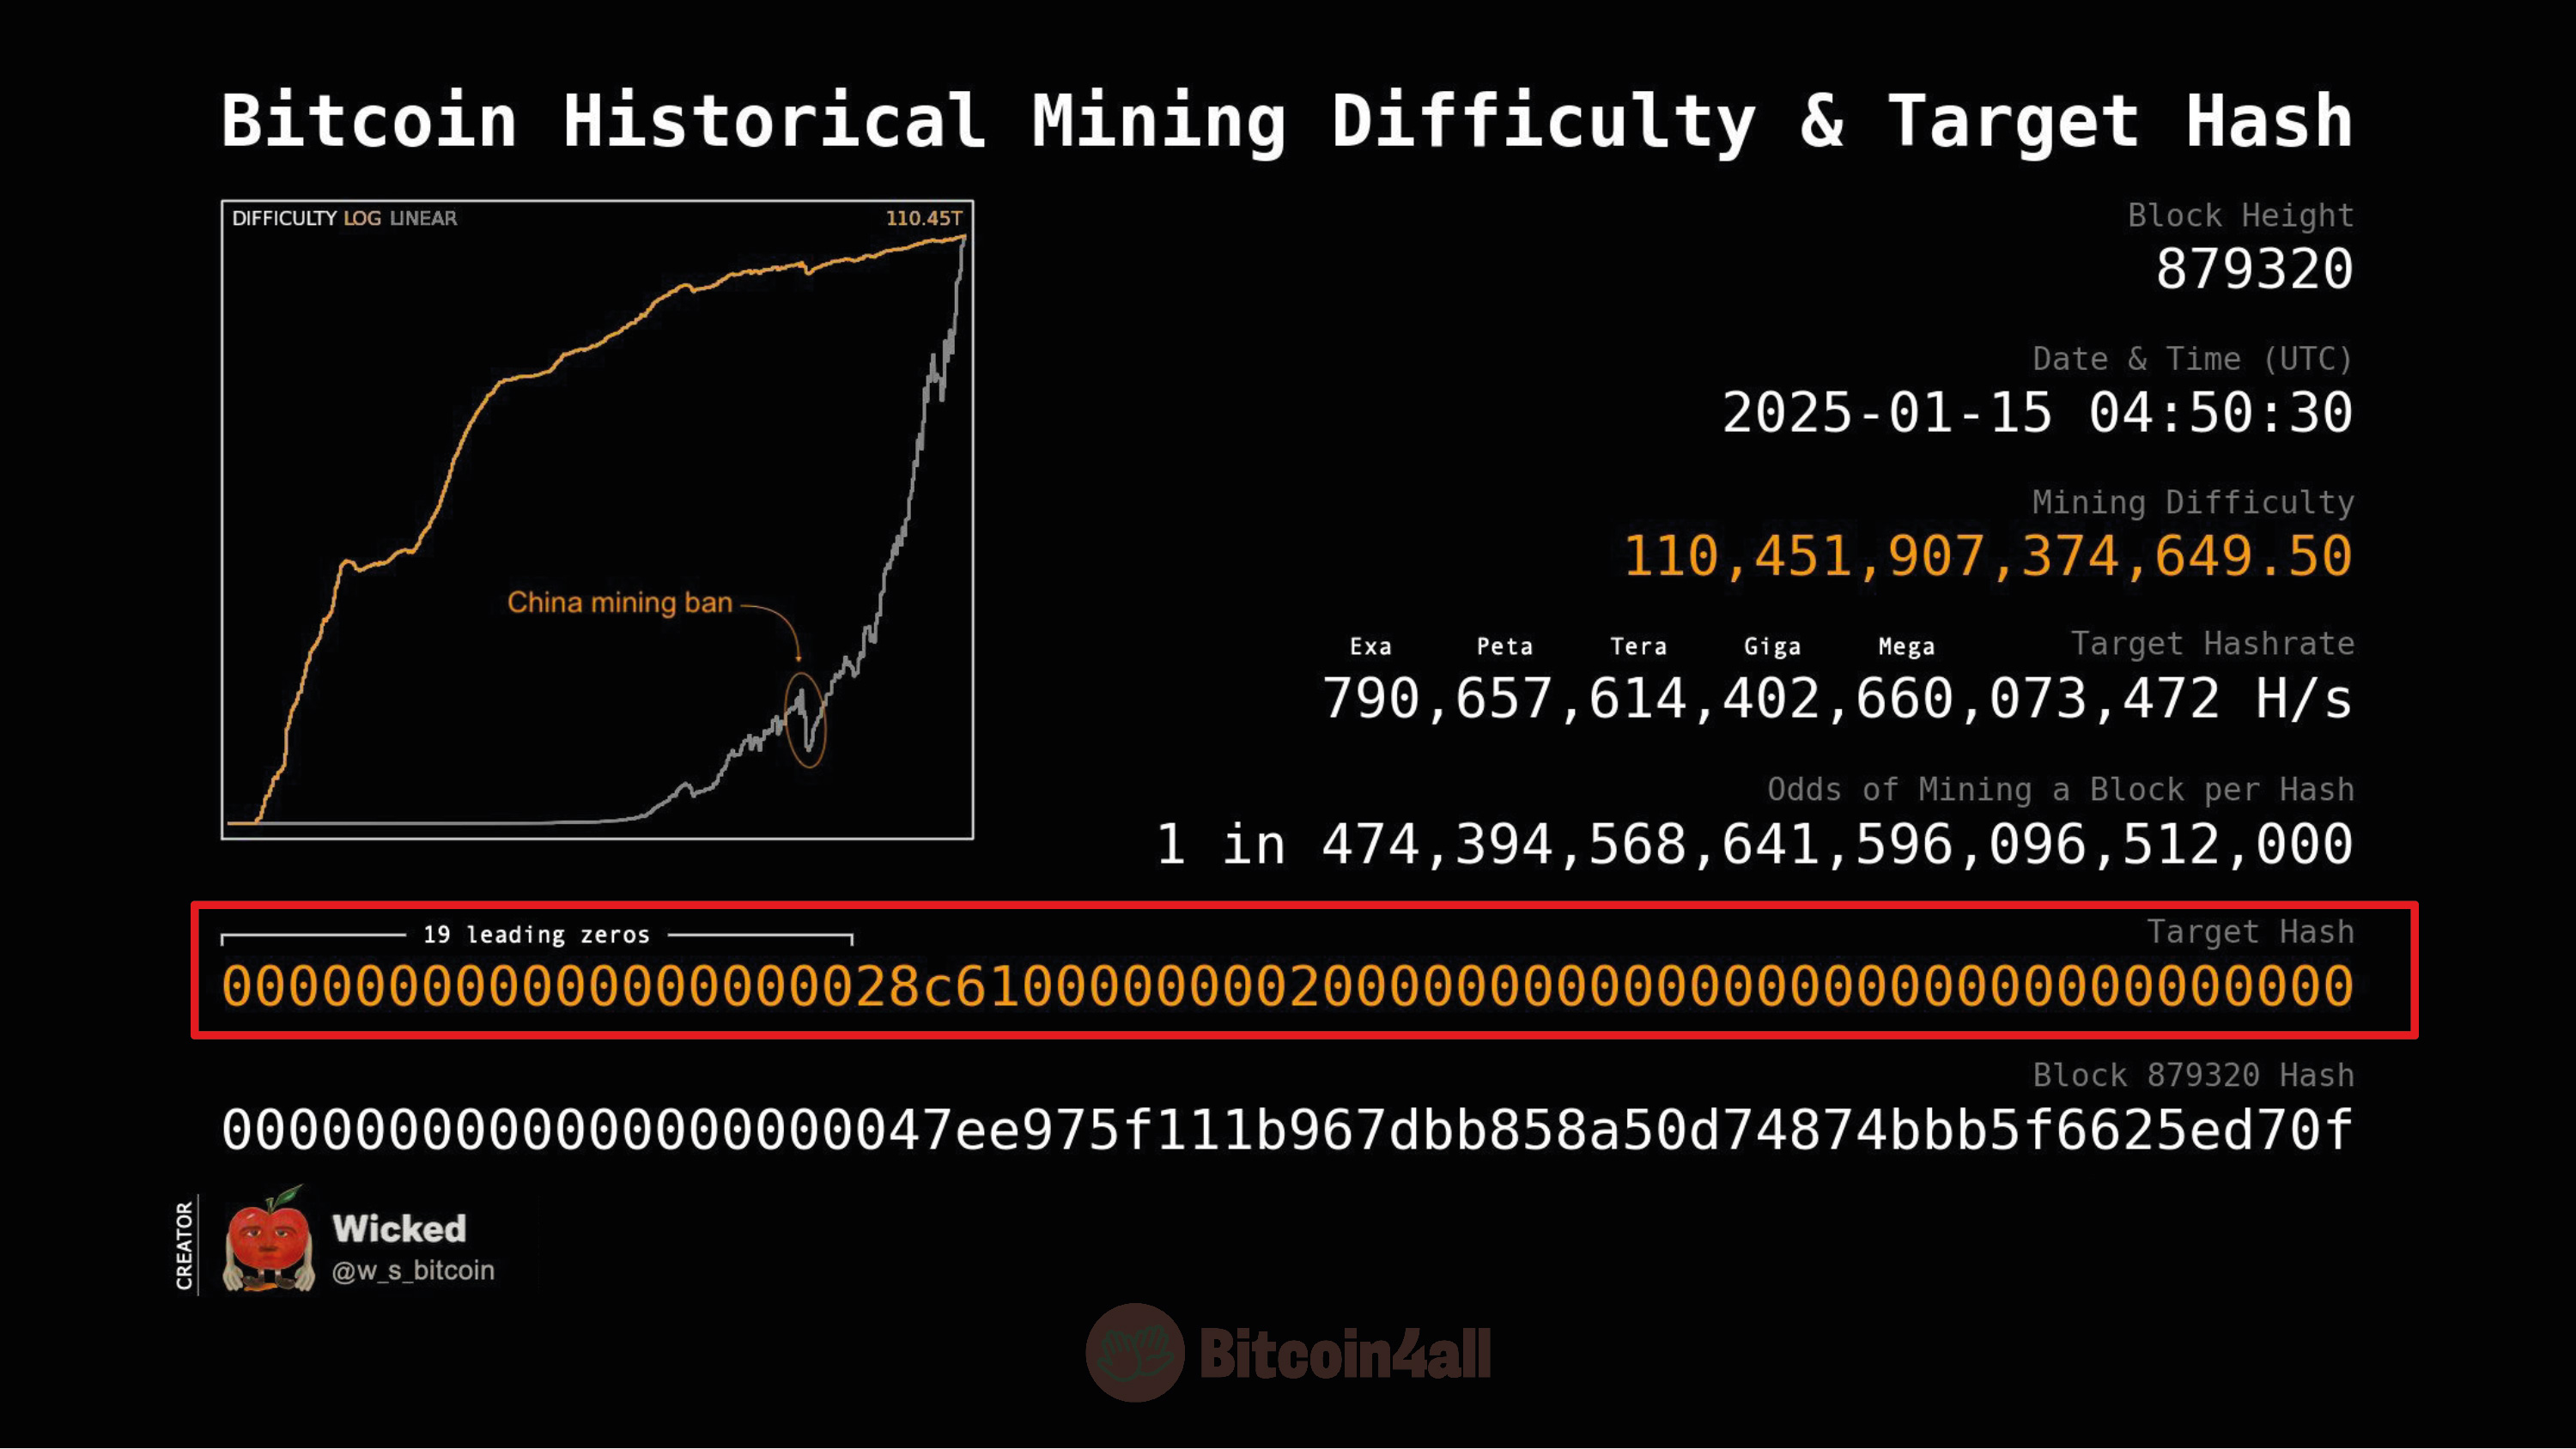 Bitcoin Historical Mining Difficulty & Target Hash
DIFFICULTY LOG LINEAR 110.45T
China mining ban
Block Height
879320
Date & Time (UTC)
2025-01-15 04:50:30
Mining Difficulty
110,451,907,374,649.50
Exa Peta Tera Giga Mega Target Hashrate
790,657,614,402,660,073,472 H/s
Odds of Mining a Block per Hash
1 in 474,394,568,641,596,096,512,000
19 leading zeros Target Hash
000000000000000000028c610000000020000000000000000000000000000000
Block 879320 Hash
0000000000000000000047ee975f111b967dbb858a50d74874bbb5f6625ed70f
CREATOR
Wicked
@w_s_bitcoin
Bitcoin4all